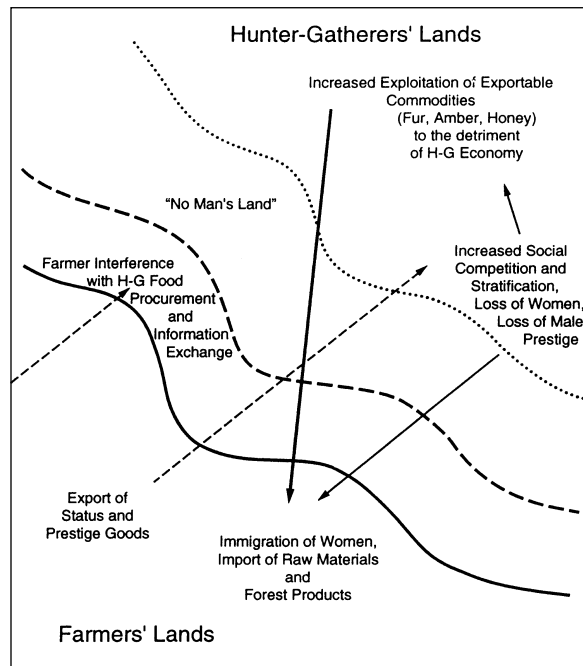 Hunter-Gatherers' Lands
Increased Exploitation of Exportable
Commodities
(Fur, Amber, Honey)
to the detriment
of H-G Economy
"No Man's Land"
Farmer Interference
with H-G Food
Procurement
and
Information
Exchange
Increased Social
Competition and
Stratification,
Loss of Women,
Loss of Male
Prestige
Export of
Status and
Prestige Goods
Immigration of Women,
Import of Raw Materials
and
Forest Products
Farmers' Lands